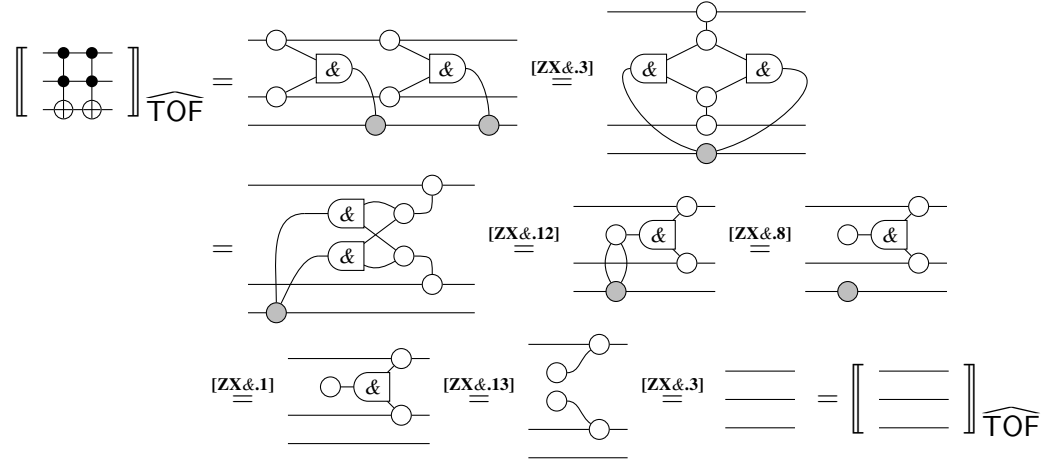 ⟦ ⟧ TOF^ = & & [ZX&.3] = & &
= & & [ZX&.12] = & [ZX&.8] = &
[ZX&.1] = & [ZX&.13] = [ZX&.3] = = ⟦ ⟧ TOF^